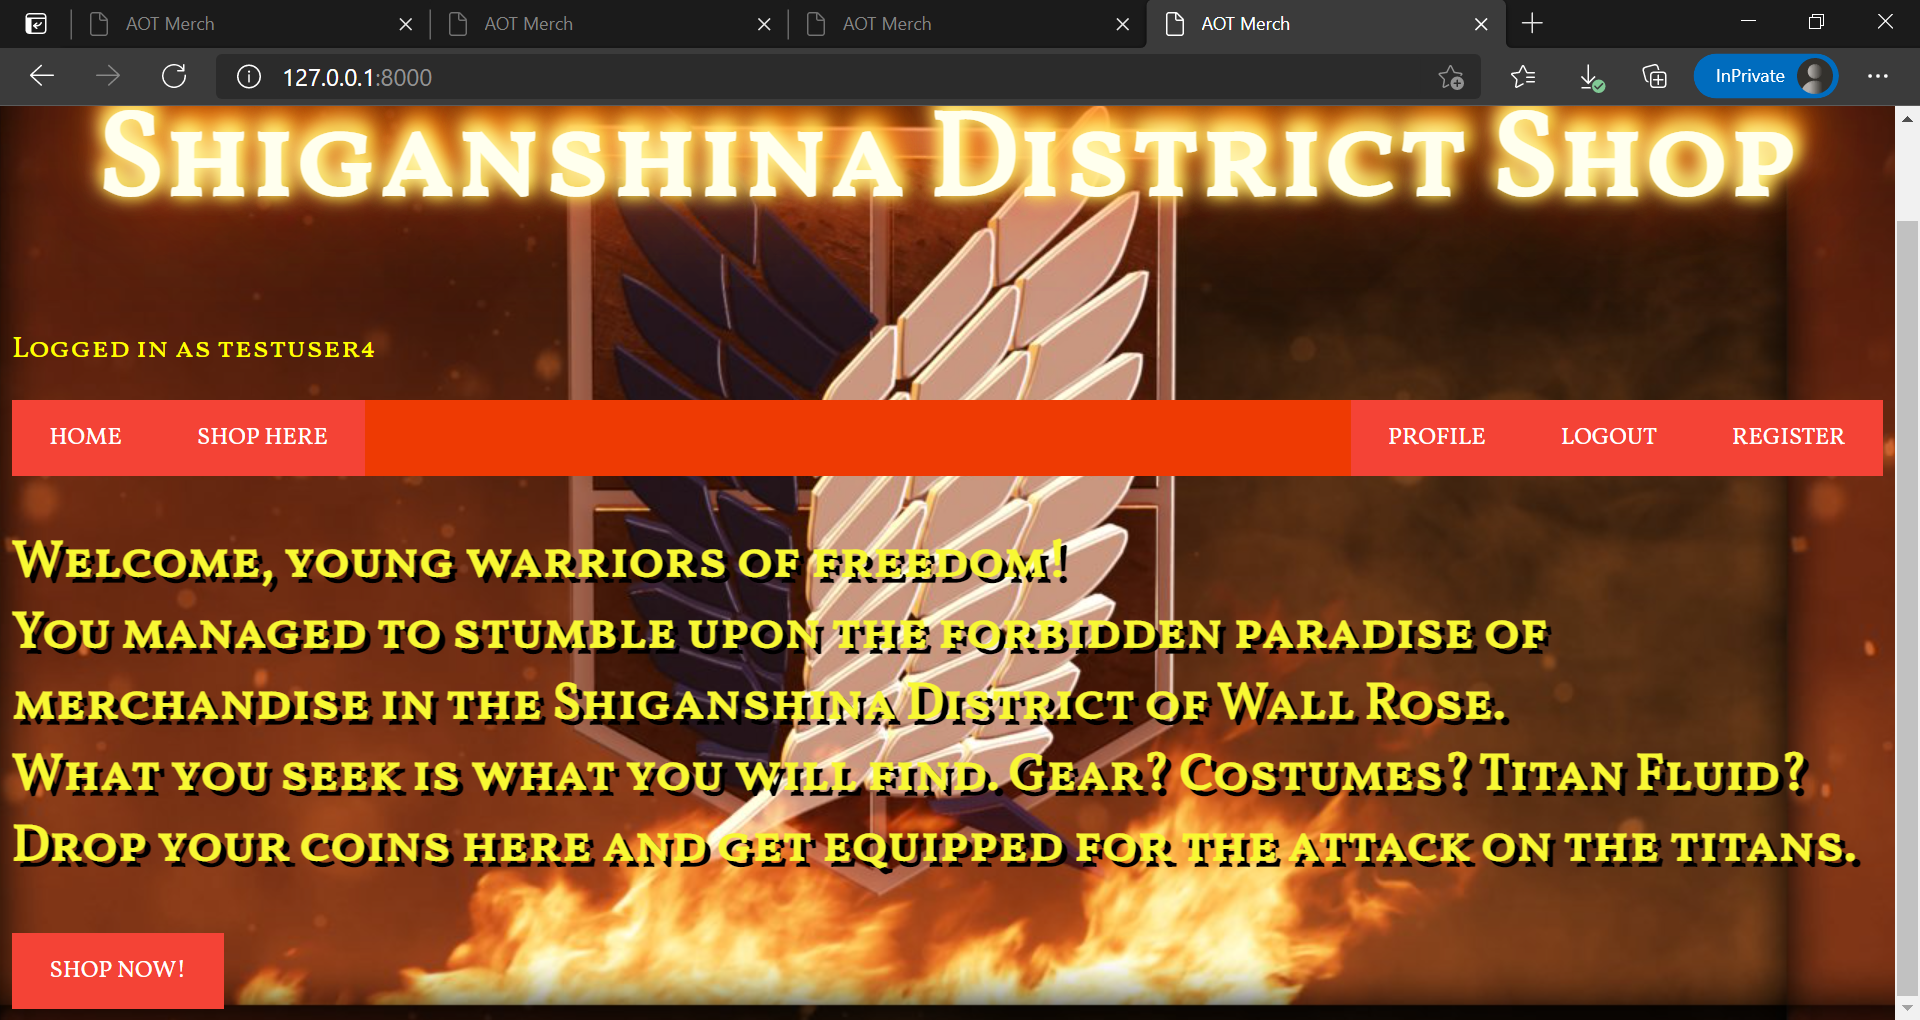 AOT Merch
AOT Merch
AOT Merch
AOT Merch
127.0.0.1:8000
InPrivate
Shiganshina District Shop
Logged in as testuser4
HOME
SHOP HERE
PROFILE
LOGOUT
REGISTER
Welcome, young warriors of freedom!
You managed to stumble upon the forbidden paradise of
merchandise in the Shiganshina District of Wall Rose.
What you seek is what you will find. Gear? Costumes? Titan Fluid?
Drop your coins here and get equipped for the attack on the titans.
SHOP NOW!